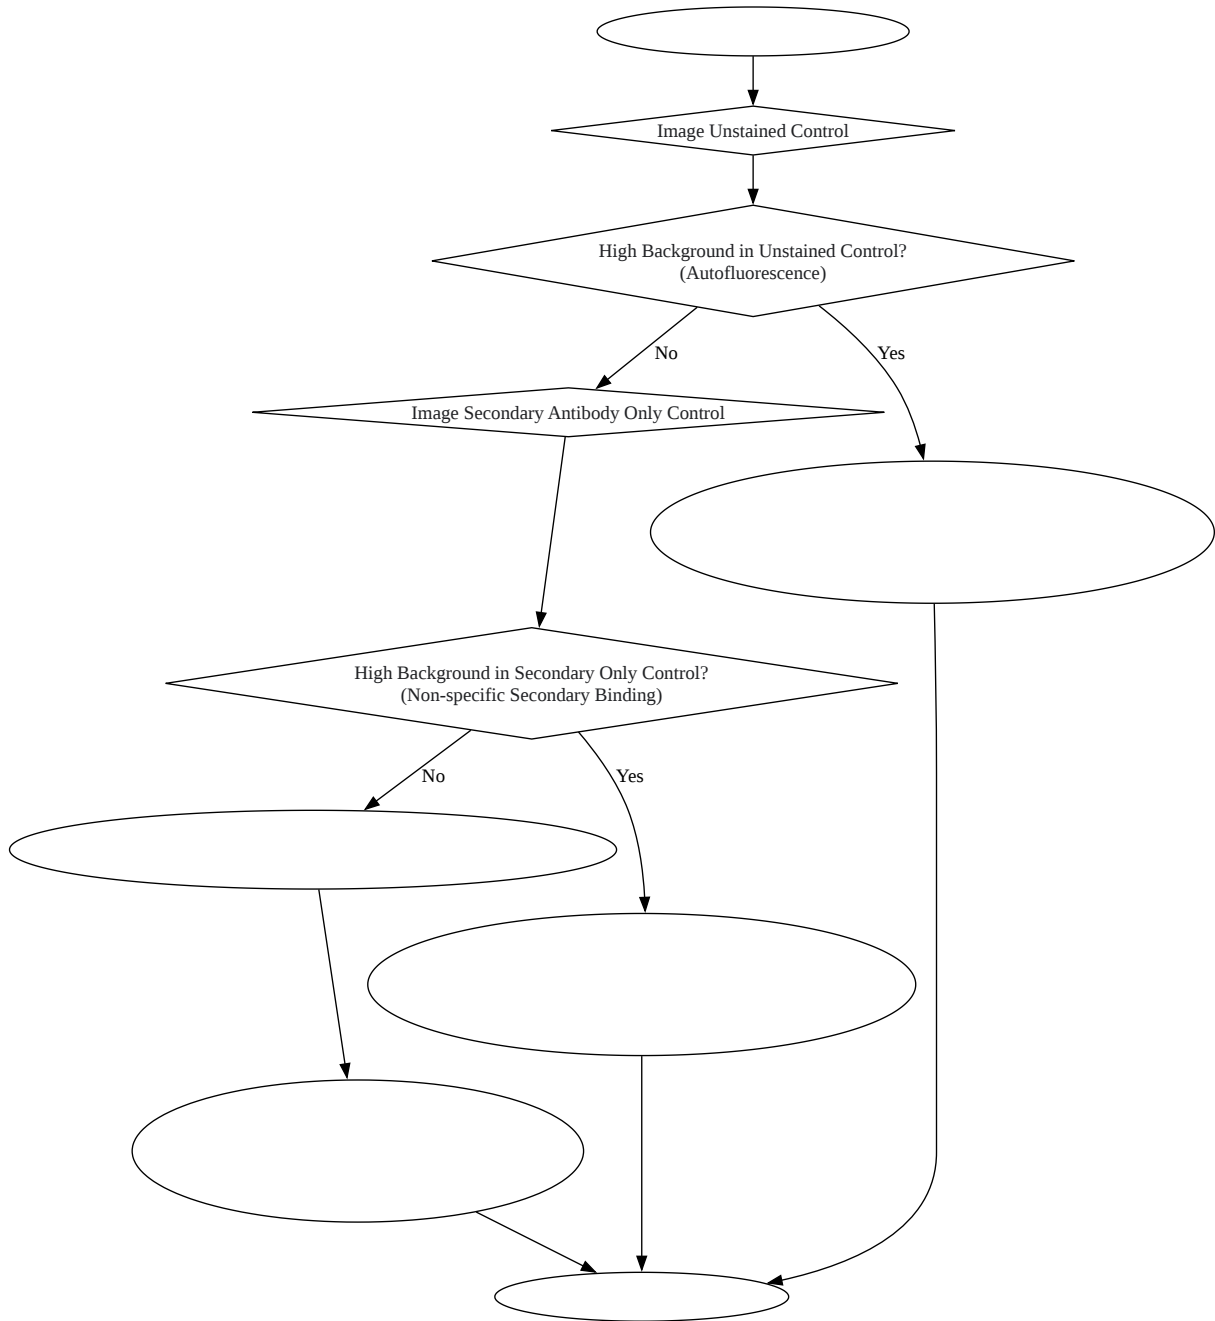 Image Unstained Control
High Background in Unstained Control?
(Autofluorescence)
No
Yes
Image Secondary Antibody Only Control
High Background in Secondary Only Control?
(Non-specific Secondary Binding)
No
Yes